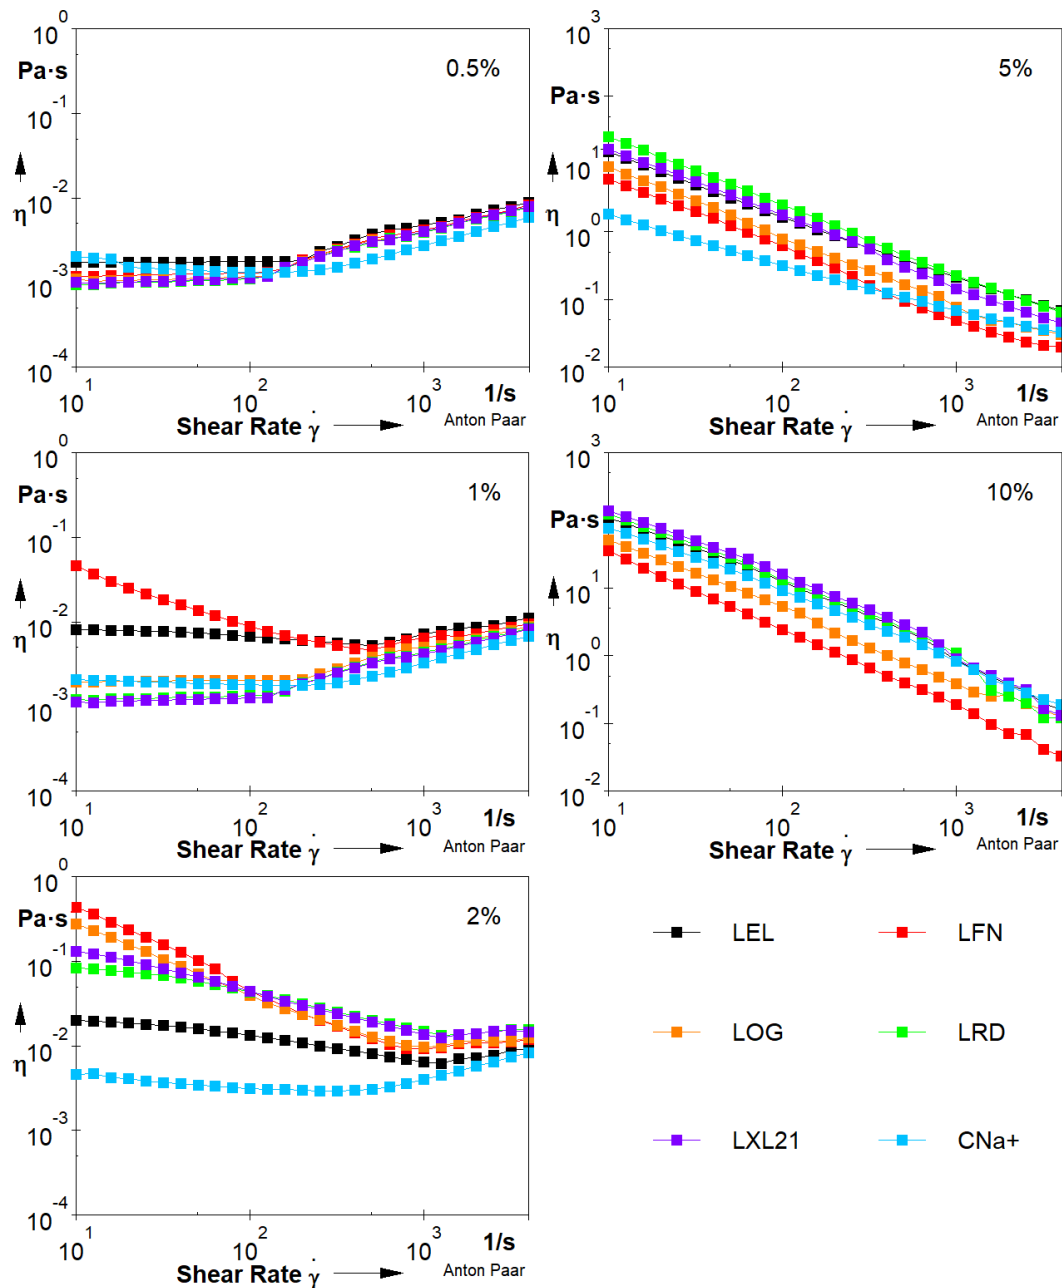 10^0
Pa·s
0.5%
10^-1
10^-2
η
10^-3
10^-4
10^1
10^2
10^3
1/s
Shear Rate γ̇
Anton Paar
10^3
5%
Pa·s
10^1
η
10^0
10^-1
10^-2
10^1
10^2
10^3
1/s
Shear Rate γ̇
Anton Paar
10^0
Pa·s
1%
10^-1
10^-2
η
10^-3
10^-4
10^1
10^2
10^3
1/s
Shear Rate γ̇
Anton Paar
10^3
10%
Pa·s
10^1
η
10^0
10^-1
10^-2
10^1
10^2
10^3
1/s
Shear Rate γ̇
Anton Paar
10^0
Pa·s
2%
10^-1
10^-2
η
10^-3
10^-4
10^1
10^2
10^3
1/s
Shear Rate γ̇
Anton Paar
LEL
LFN
LOG
LRD
LXL21
CNa+